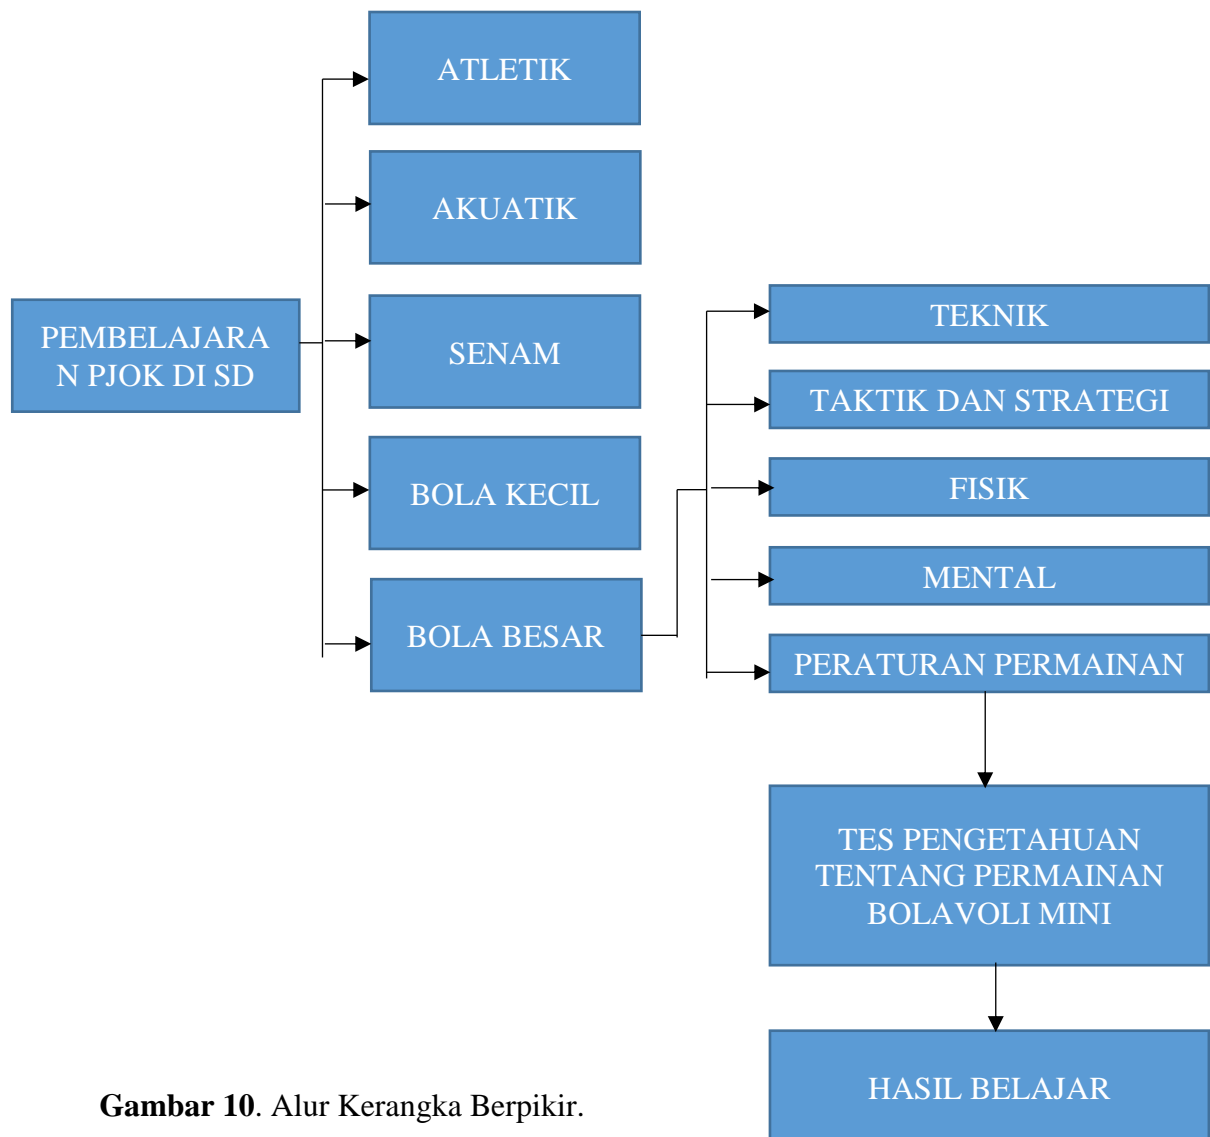 ATLETIK
AKUATIK
PEMBELAJARA
N PJOK DI SD
SENAM
BOLA KECIL
BOLA BESAR
TEKNIK
TAKTIK DAN STRATEGI
FISIK
MENTAL
PERATURAN PERMAINAN
TES PENGETAHUAN
TENTANG PERMAINAN
BOLAVOLI MINI
HASIL BELAJAR
Gambar 10. Alur Kerangka Berpikir.